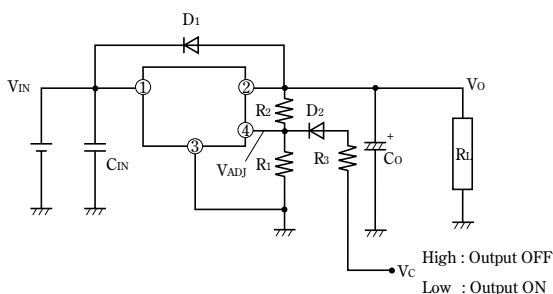 D1
VIN
1
2
VO
R2
D2
4
3
VADJ
R1
R3
CIN
+
CO
RL
VC
High : Output OFF
Low : Output ON